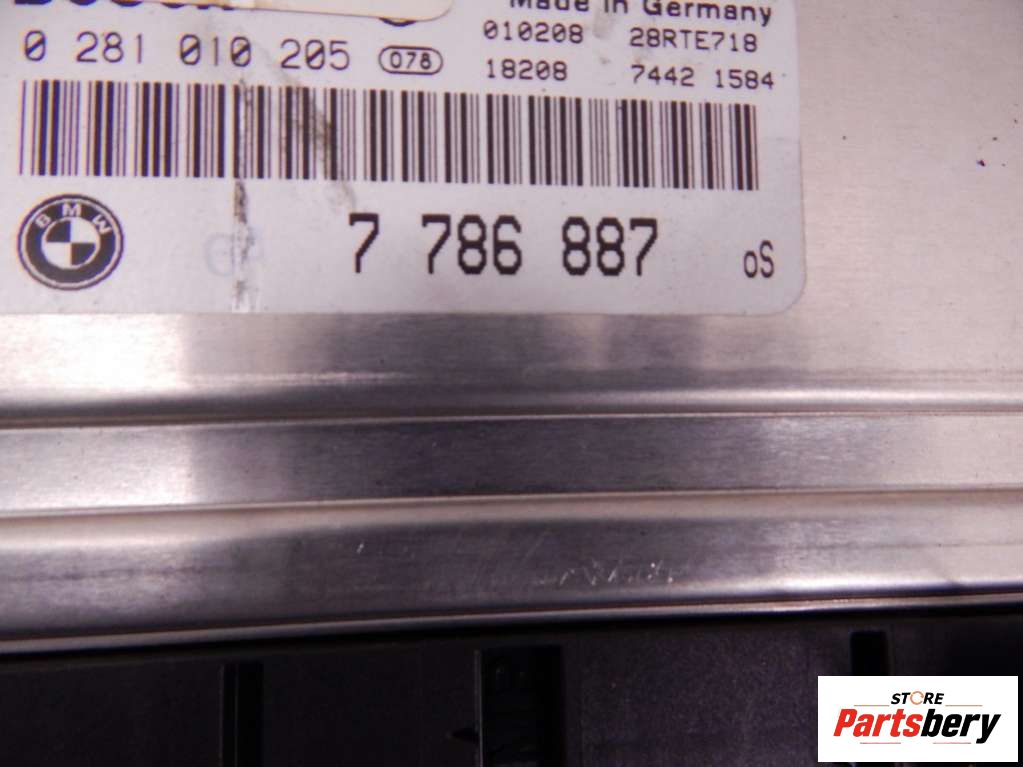 Made in Germany
0 281 010 205 078 010208 28RTE718
18208 7442 1584
BMW 7 786 887 oS
STORE
Partsbery